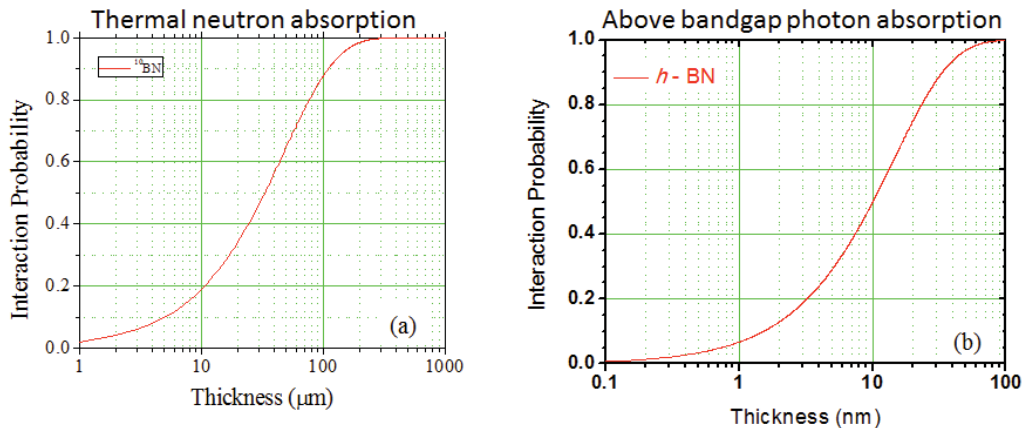 Thermal neutron absorption
1.0
0.8
0.6
0.4
0.2
0.0
Interaction Probability
¹⁰BN
(a)
1
10
100
1000
Thickness (μm)
Above bandgap photon absorption
1.0
0.8
0.6
0.4
0.2
0.0
Interaction Probability
h - BN
(b)
0.1
1
10
100
Thickness (nm)